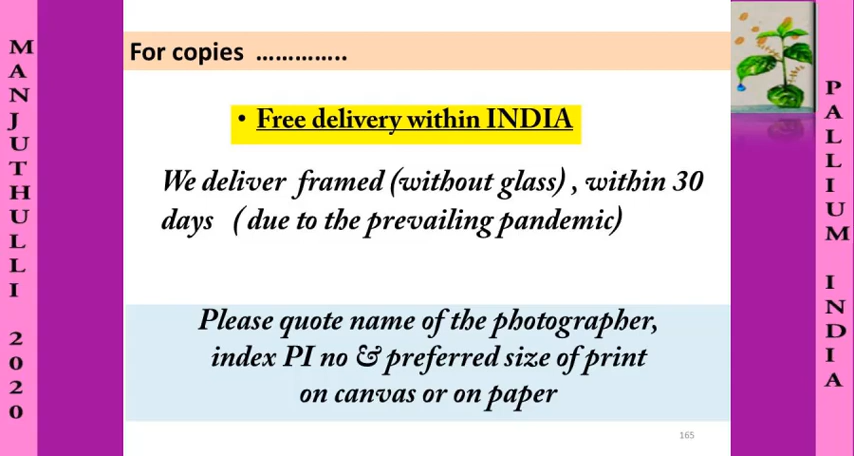 MANJUTHULLI 2020
For copies …………..
• Free delivery within INDIA
We deliver framed (without glass) , within 30
days ( due to the prevailing pandemic)
Please quote name of the photographer,
index PI no & preferred size of print
on canvas or on paper
165
PALLIUM INDIA